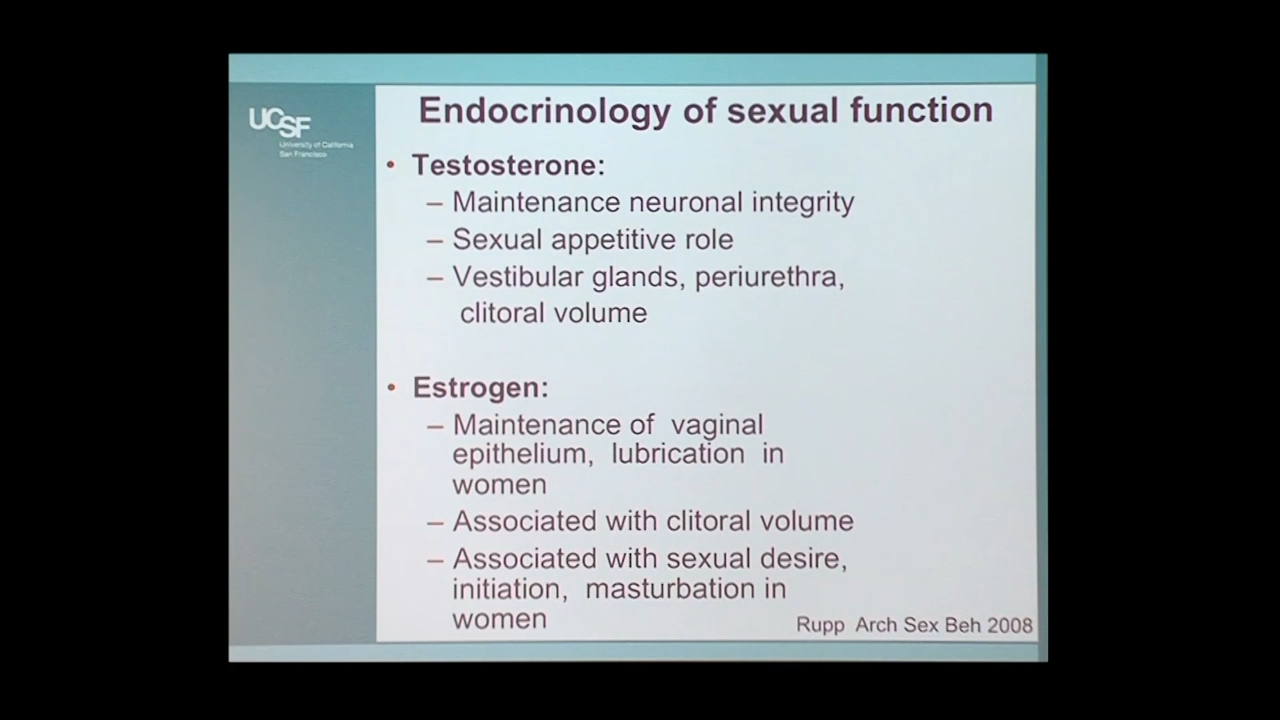 UCSF
University of California
San Francisco
Endocrinology of sexual function
• Testosterone:
– Maintenance neuronal integrity
– Sexual appetitive role
– Vestibular glands, periurethra,
clitoral volume
• Estrogen:
– Maintenance of vaginal
epithelium, lubrication in
women
– Associated with clitoral volume
– Associated with sexual desire,
initiation, masturbation in
women
Rupp Arch Sex Beh 2008